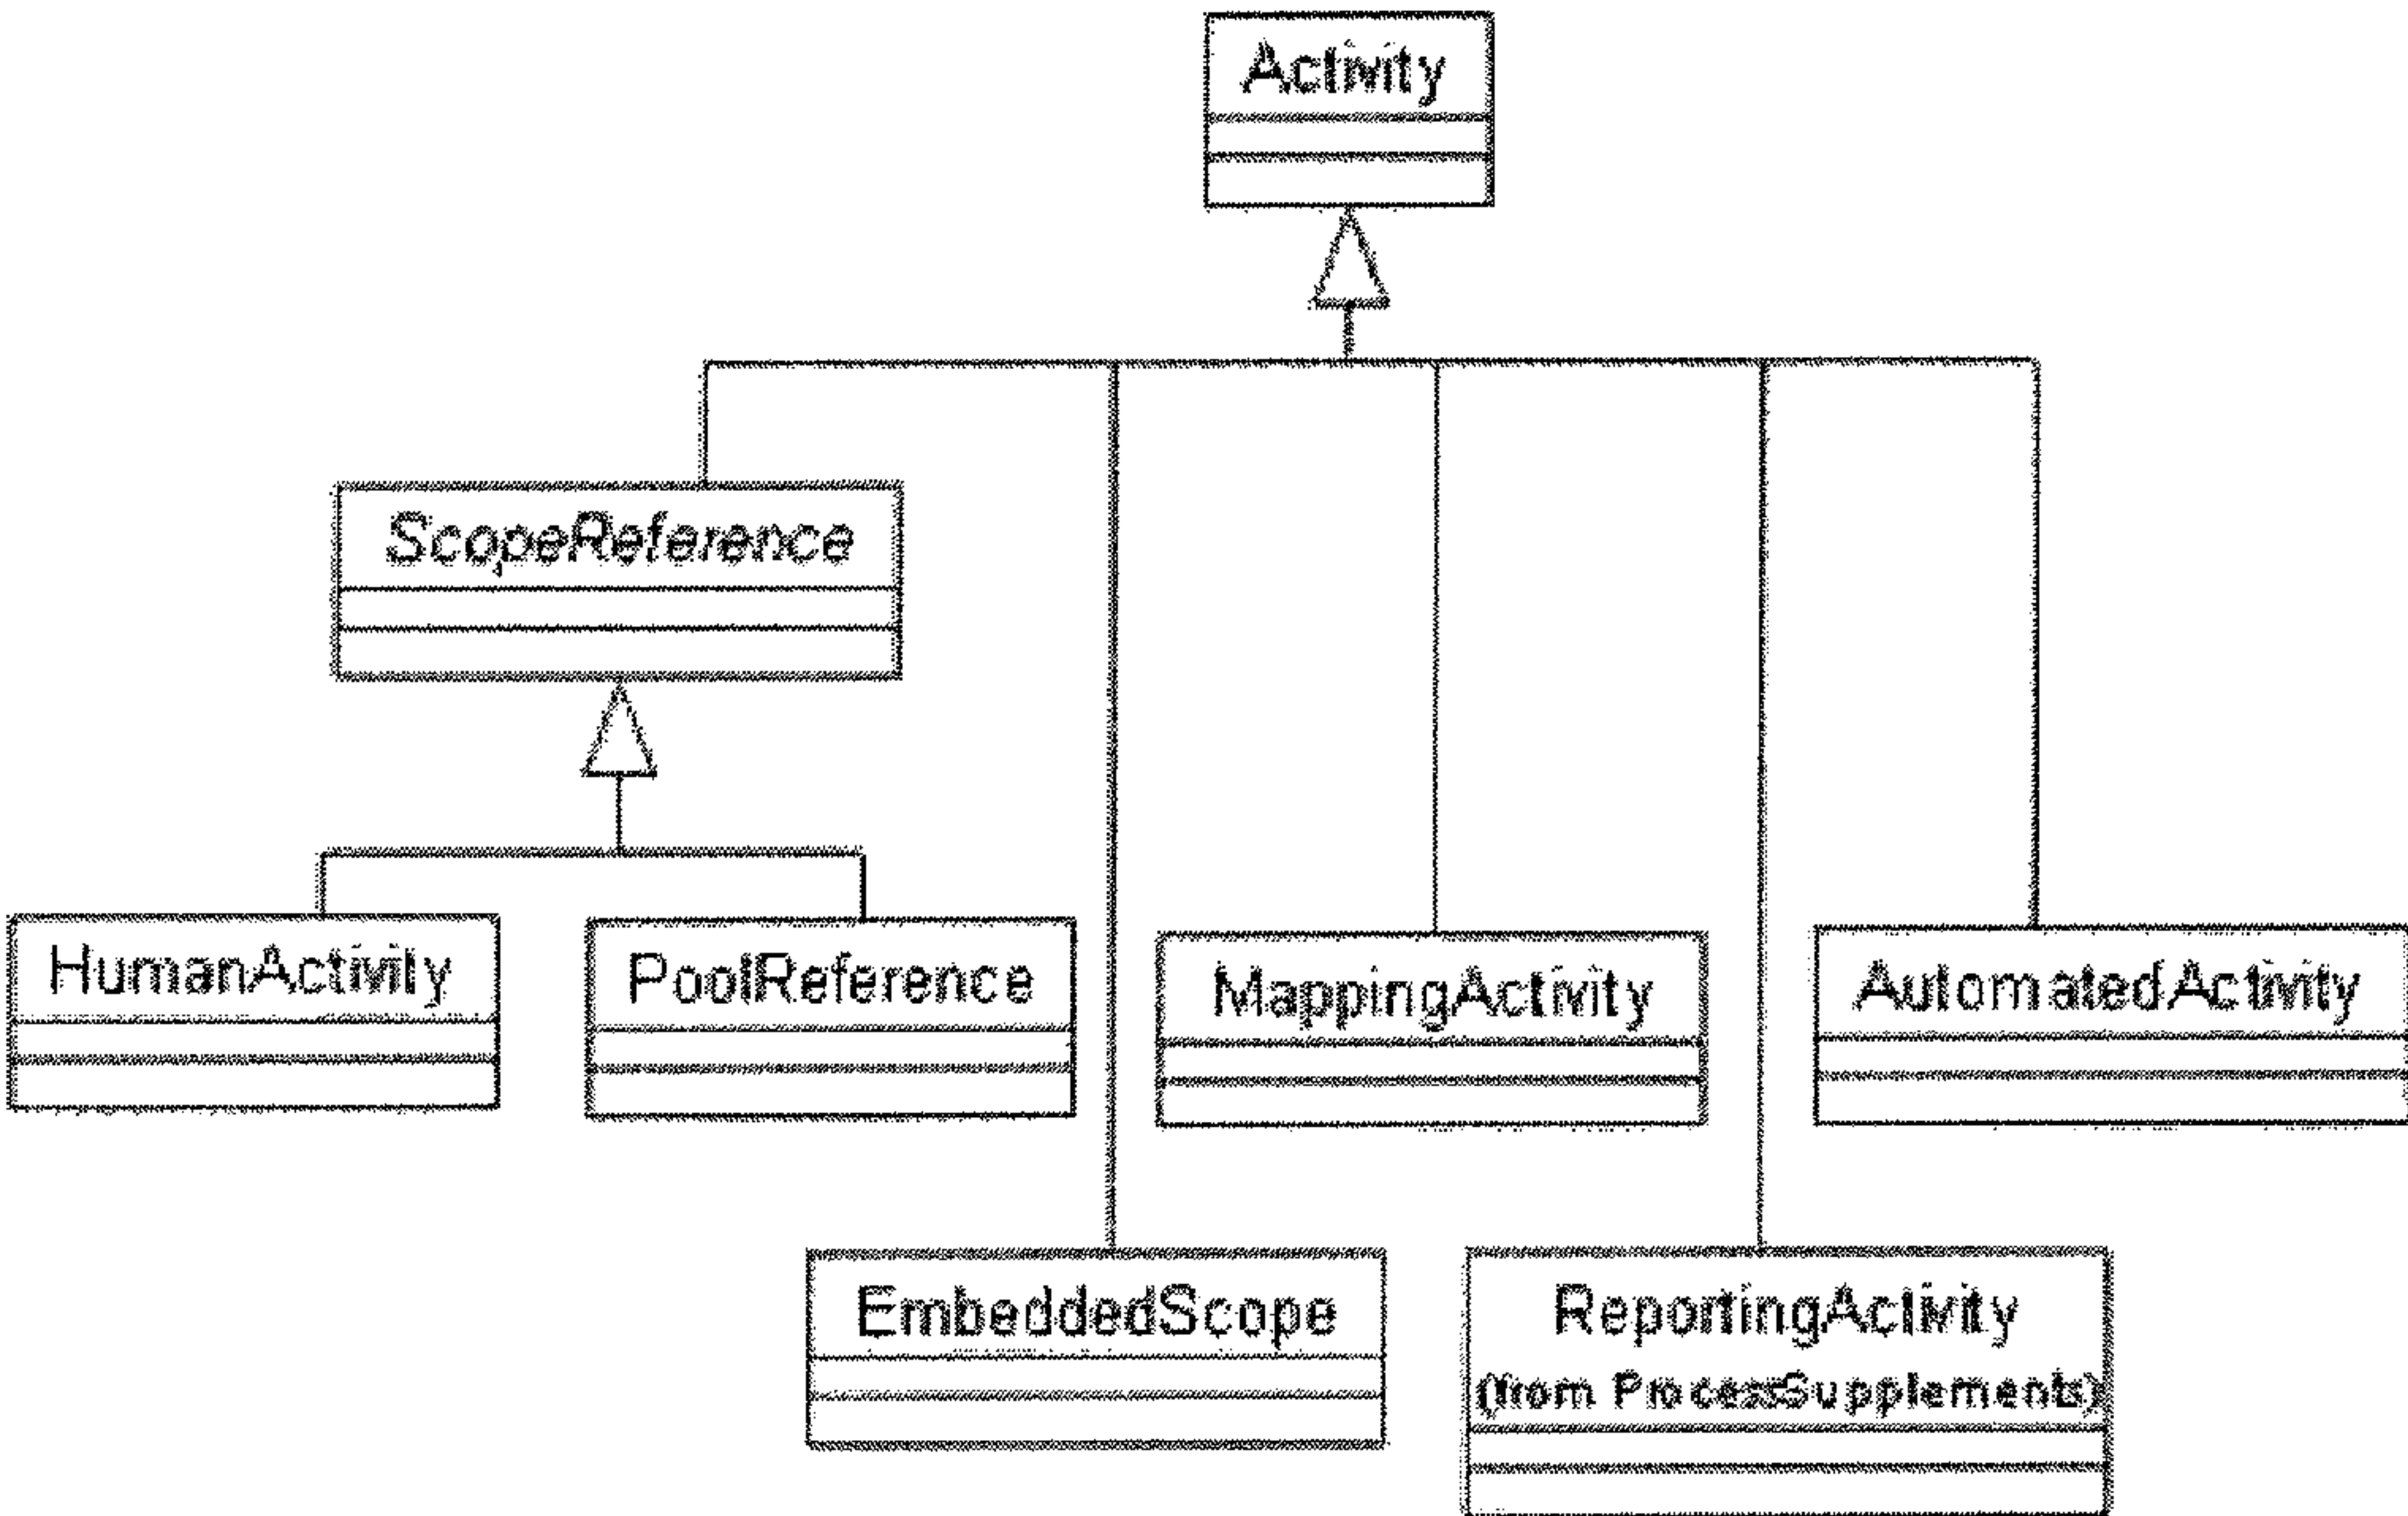 Activity
ScopeReference
HumanActivity
PoolReference
MappingActivity
AutomatedActivity
EmbeddedScope
ReportingActivity
(from ProcessSupplements)